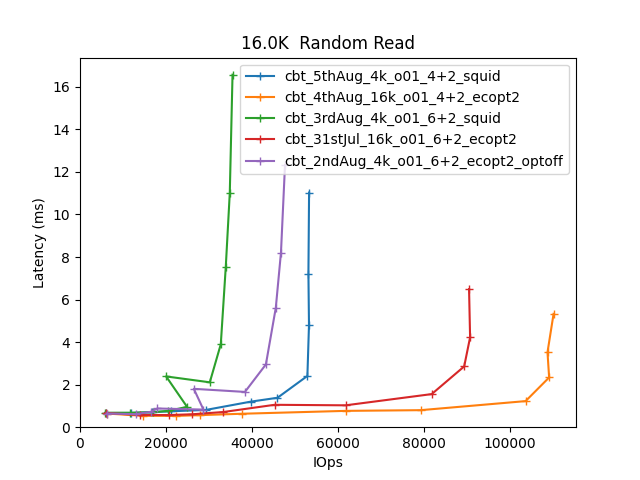 16.0K  Random Read
cbt_5thAug_4k_o01_4+2_squid
cbt_4thAug_16k_o01_4+2_ecopt2
cbt_3rdAug_4k_o01_6+2_squid
cbt_31stJul_16k_o01_6+2_ecopt2
cbt_2ndAug_4k_o01_6+2_ecopt2_optoff
Latency (ms)
16
14
12
10
8
6
4
2
0
0 20000 40000 60000 80000 100000
IOps